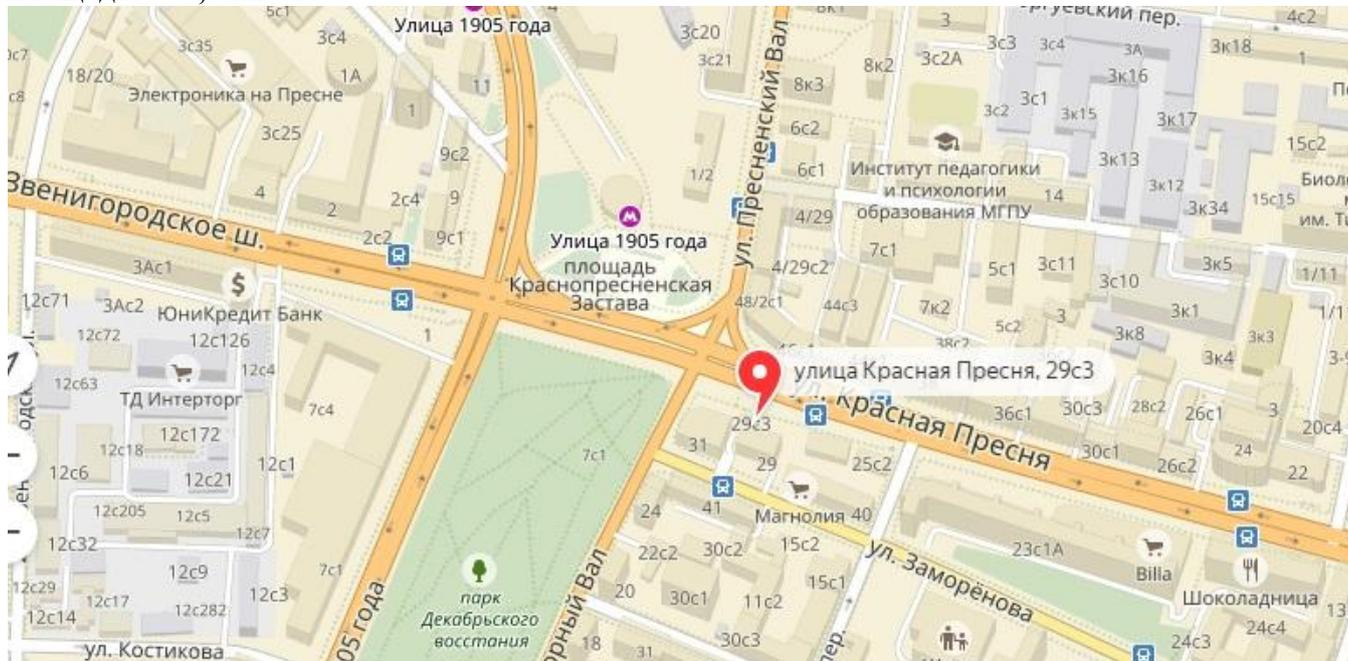 5с1
Улица 1905 года
8к1
3
3с3
3с4
3А
4с2
3с7
3с35
3с4
3с20
3с21
3с2А
3к18
1
18/20
1А
11
8к3
8к2
3к16
Электроника на Пресне
1
3с2
3с1
3к15
3к17
3с25
9с2
6с2
Институт педагогики
и психологии
образования МГПУ
3к13
15с2
4
2с4
9
1/2
6с1
14
3к12
3к34
15с15
2
Звенигородское ш.
2с2
9с1
Улица 1905 года
ул. Пресненский Вал
4/29
7с1
площадь
Краснопресненская
Застава
3Ас1
4/29с2
5с1
3с11
3к5
1/11
12с71
3Ас2
ЮниКредит Банк
48/2с1
44с3
7к2
3с10
3к1
12с72
12с126
1
5с2
3
3к8
3к3
38с2
3к4
12с63
12с4
улица Красная Пресня, 29с3
ТД Интерторг
7с4
ул. Красная Пресня
29с3
36с1
30с3
28с2
26с1
3
20с4
12с172
12с18
31
7с1
30с1
24
12с6
12с1
29
25с2
26с2
22
12с21
12с205
12с5
12с7
24
41
Магнолия
40
12с32
22с2
30с2
15с2
ул. Заморёнова
23с1А
Billa
12с9
7с1
парк
Декабрьского
восстания
20
15с1
Шоколадница
12с29
12с17
12с3
30с1
11с2
13
12с14
12с282
24с3
24с4
18
31
30с3
ул. Костикова